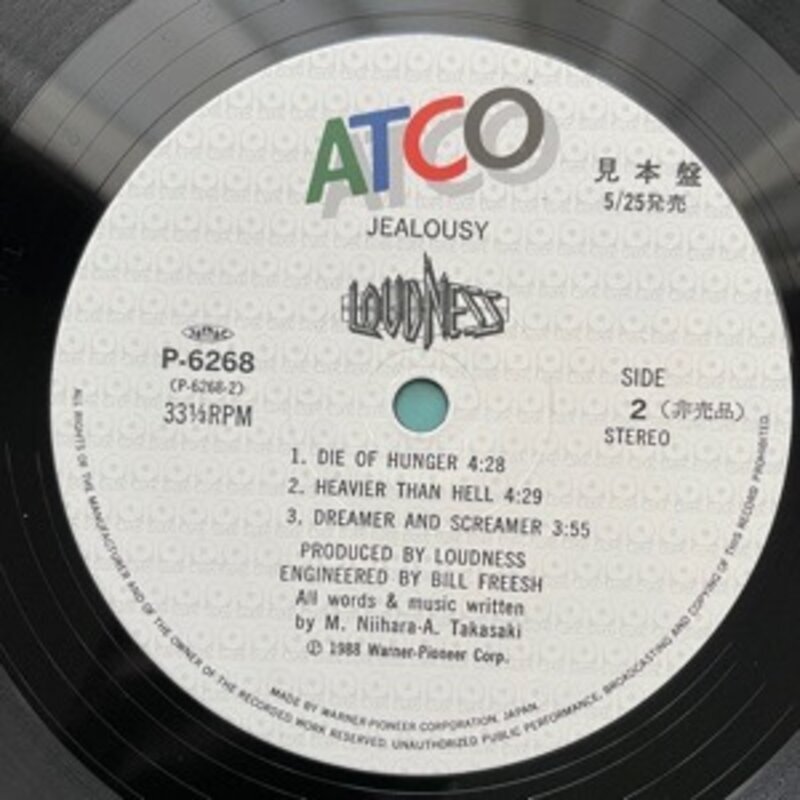 ATCO
見本盤
5/25発売
JEALOUSY
LOUDNESS
P-6268
(P-6268-2)
33⅓RPM
SIDE
2 (非売品)
STEREO
1. DIE OF HUNGER 4:28
2. HEAVIER THAN HELL 4:29
3. DREAMER AND SCREAMER 3:55
PRODUCED BY LOUDNESS
ENGINEERED BY BILL FREESH
All words & music written
by M. Niihara-A. Takasaki
Ⓟ 1988 Warner-Pioneer Corp.
MADE BY WARNER-PIONEER CORPORATION, JAPAN.
ALL RIGHTS OF THE MANUFACTURER AND OF THE OWNER OF THE RECORDED WORK RESERVED. UNAUTHORIZED PUBLIC PERFORMANCE, BROADCASTING AND COPYING OF THIS RECORD PROHIBITED.